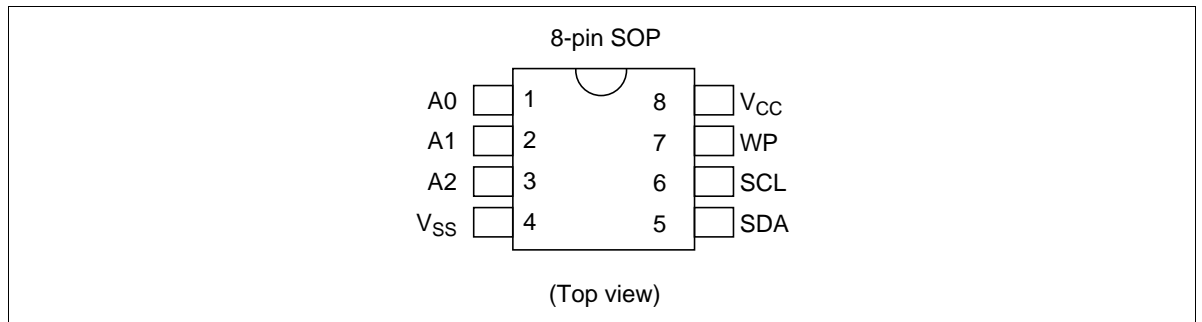 8-pin SOP
A0 1 8 VCC
A1 2 7 WP
A2 3 6 SCL
VSS 4 5 SDA
(Top view)